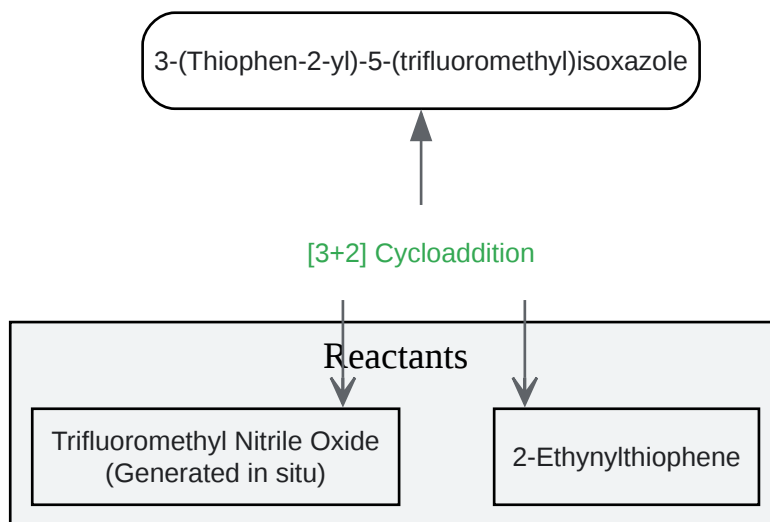 3-(Thiophen-2-yl)-5-(trifluoromethyl)isoxazole
[3+2] Cycloaddition
Reactants
Trifluoromethyl Nitrile Oxide
(Generated in situ)
2-Ethynylthiophene